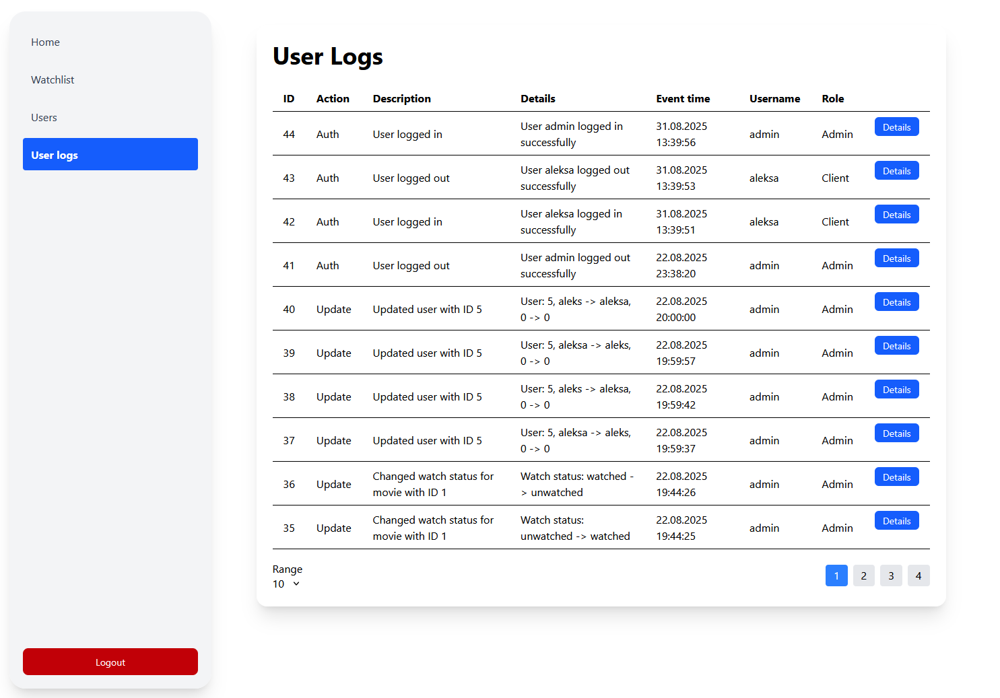 Home
Watchlist
Users
User logs
Logout
User Logs
ID Action Description Details Event time Username Role
44 Auth User logged in User admin logged in successfully 31.08.2025 13:39:56 admin Admin Details
43 Auth User logged out User aleksa logged out successfully 31.08.2025 13:39:53 aleksa Client Details
42 Auth User logged in User aleksa logged in successfully 31.08.2025 13:39:51 aleksa Client Details
41 Auth User logged out User admin logged out successfully 22.08.2025 23:38:20 admin Admin Details
40 Update Updated user with ID 5 User: 5, aleks -> aleksa, 0 -> 0 22.08.2025 20:00:00 admin Admin Details
39 Update Updated user with ID 5 User: 5, aleksa -> aleks, 0 -> 0 22.08.2025 19:59:57 admin Admin Details
38 Update Updated user with ID 5 User: 5, aleks -> aleksa, 0 -> 0 22.08.2025 19:59:42 admin Admin Details
37 Update Updated user with ID 5 User: 5, aleksa -> aleks, 0 -> 0 22.08.2025 19:59:37 admin Admin Details
36 Update Changed watch status for movie with ID 1 Watch status: watched -> unwatched 22.08.2025 19:44:26 admin Admin Details
35 Update Changed watch status for movie with ID 1 Watch status: unwatched -> watched 22.08.2025 19:44:25 admin Admin Details
Range
10
1 2 3 4